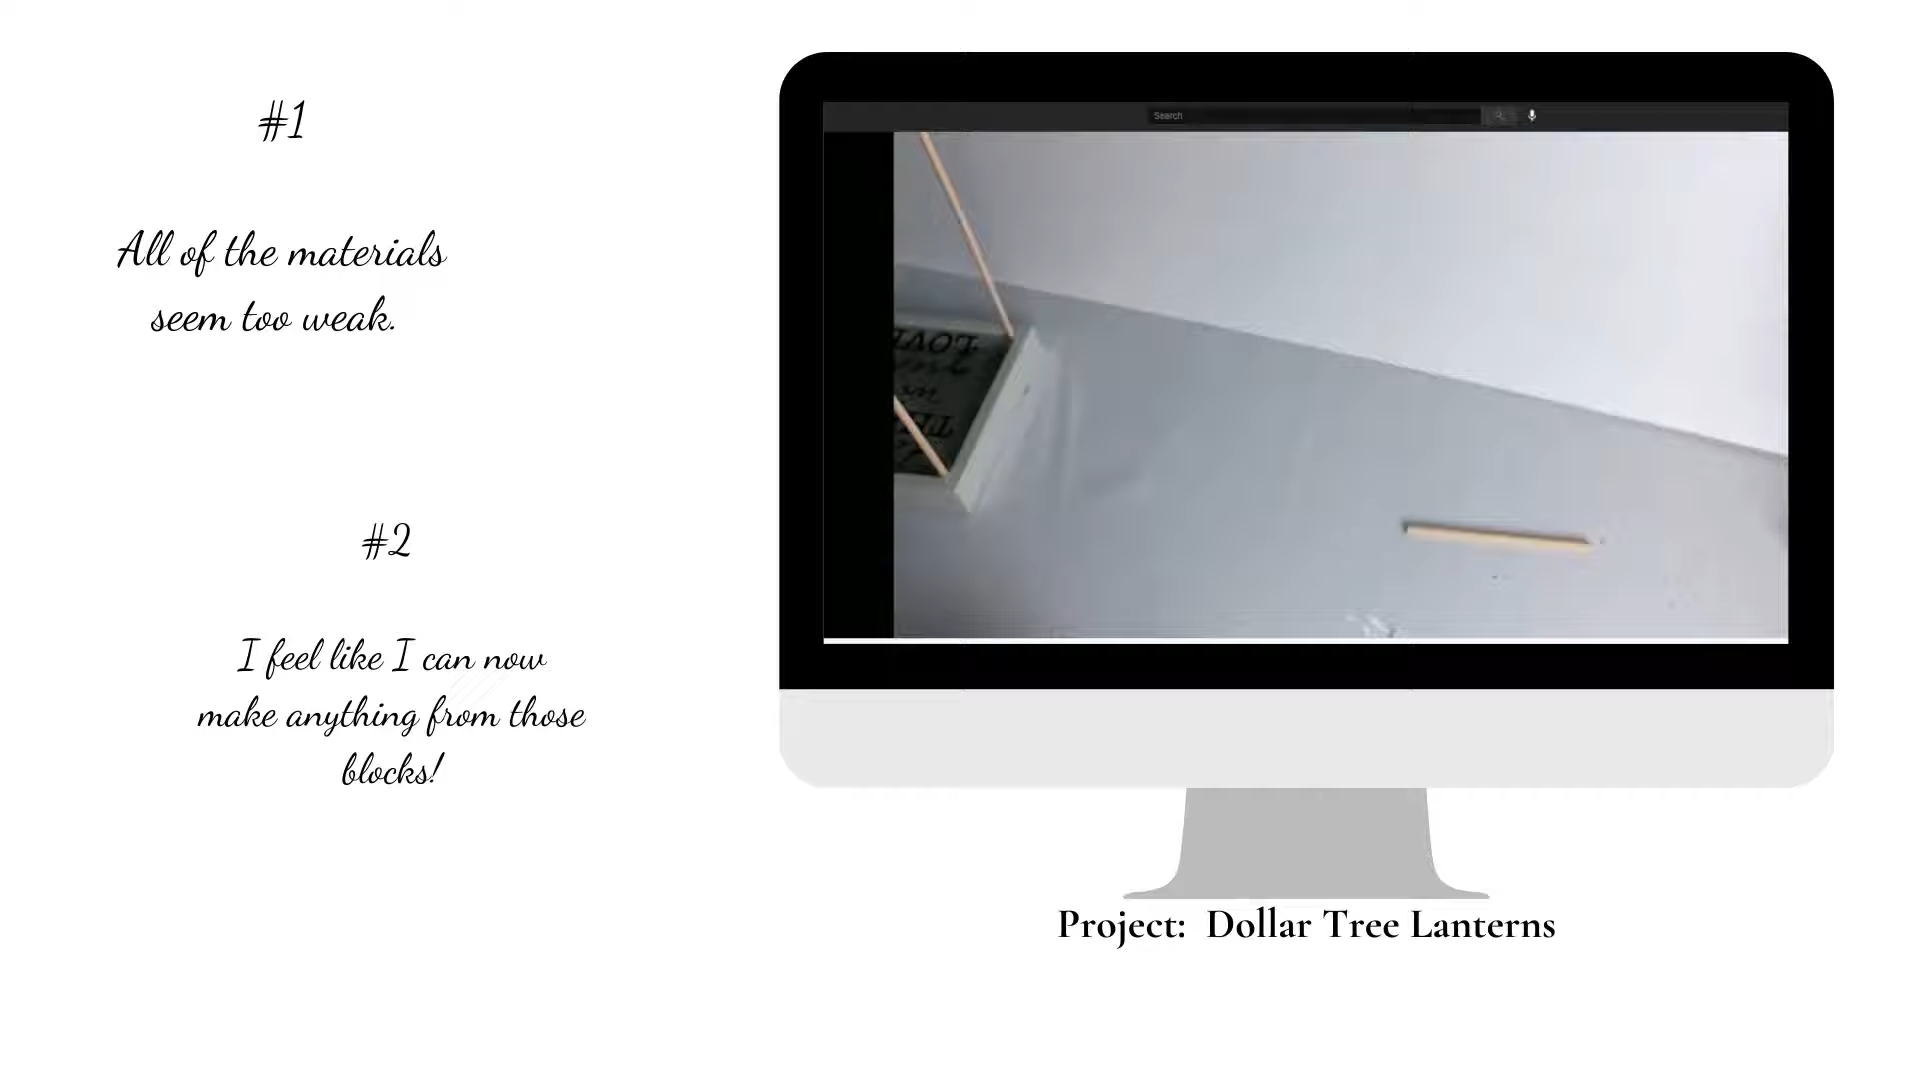 #1
All of the materials
seem too weak.
#2
I feel like I can now
make anything from those
blocks!
Search
LOVE
Project: Dollar Tree Lanterns